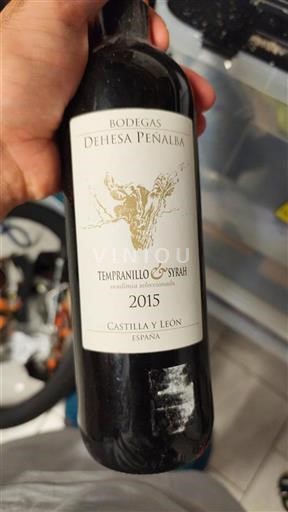 BODEGAS
DEHESA PEÑALBA
VINIOU
TEMPRANILLO & SYRAH
vendimia seleccionada
2015
CASTILLA Y LEÓN
ESPAÑA